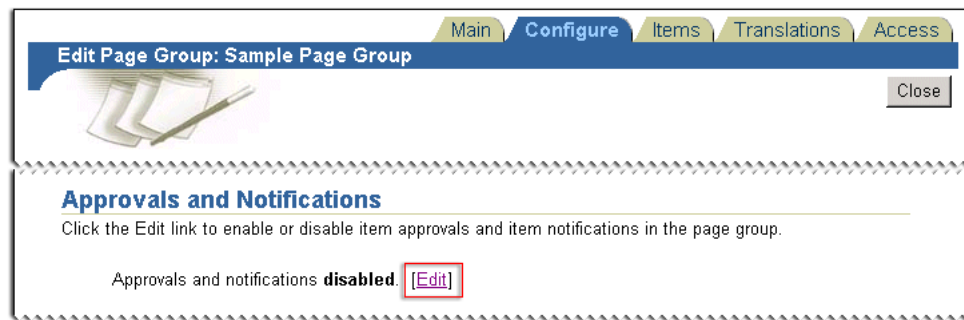 Main Configure Items Translations Access
Edit Page Group: Sample Page Group
Close
Approvals and Notifications
Click the Edit link to enable or disable item approvals and item notifications in the page group.
Approvals and notifications disabled. [Edit]